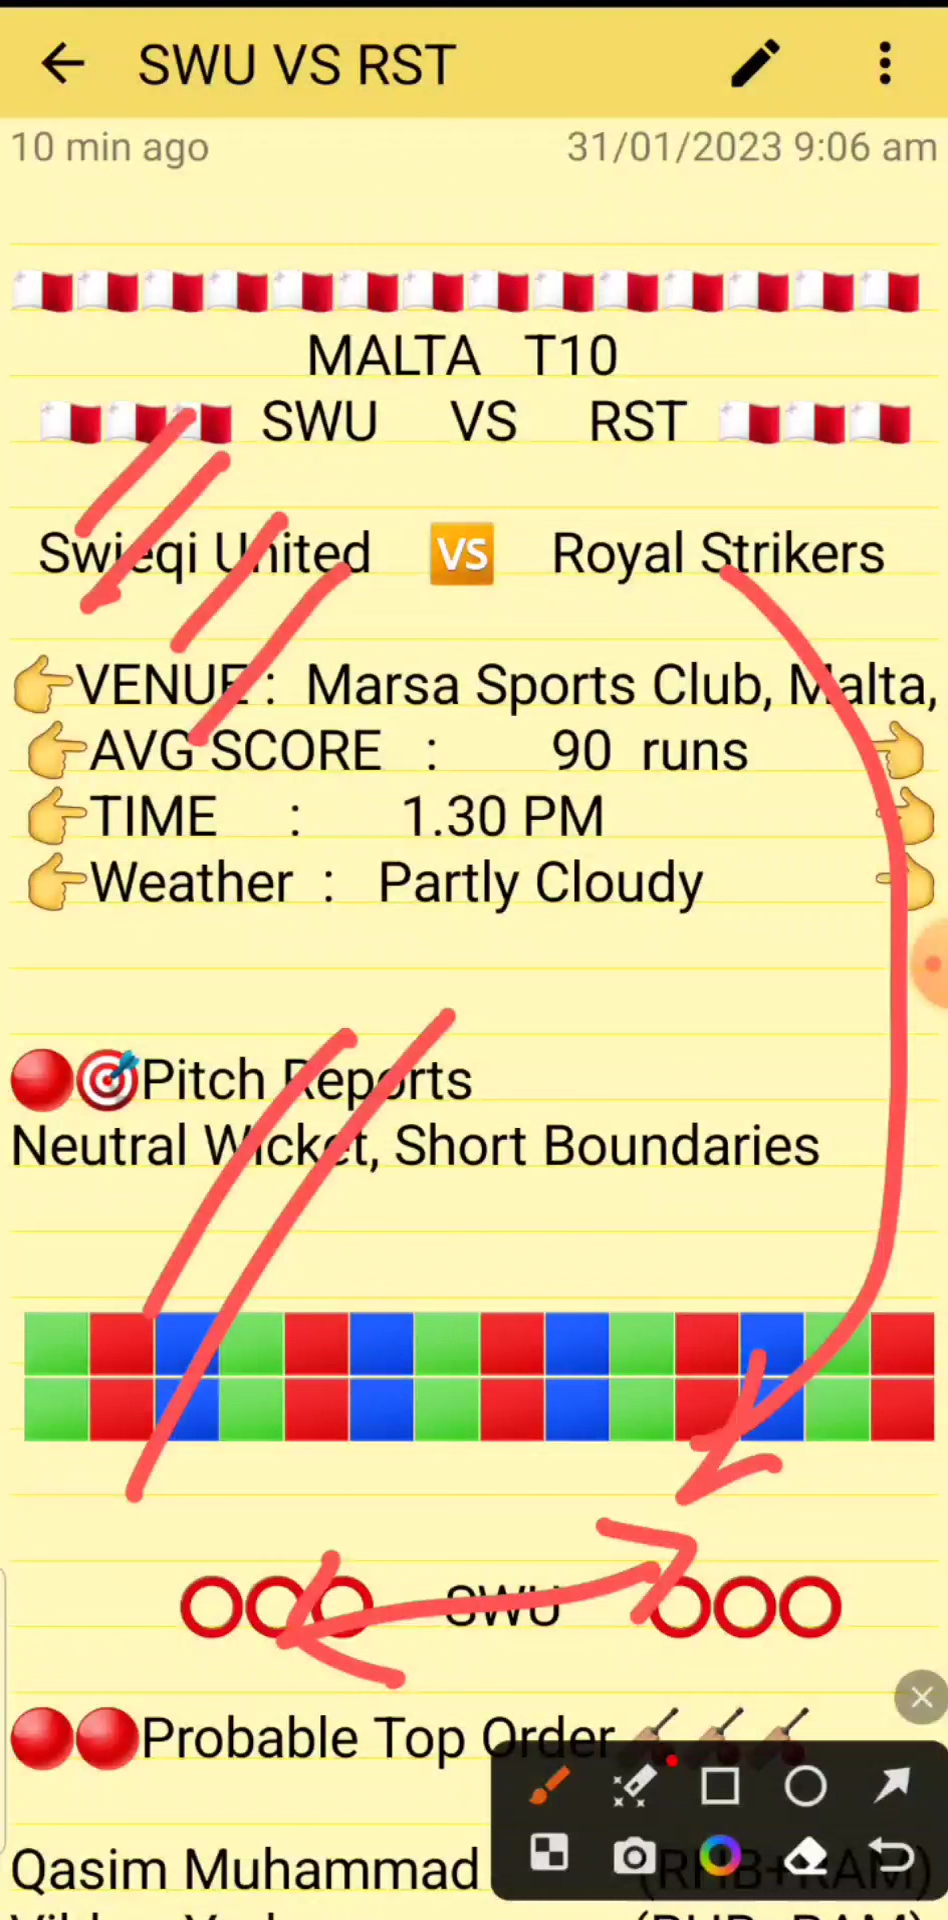 SWU VS RST
10 min ago 31/01/2023 9:06 am
MALTA T10
SWU VS RST
Swieqi United VS Royal Strikers
VENUE : Marsa Sports Club, Malta,
AVG SCORE : 90 runs
TIME : 1.30 PM
Weather : Partly Cloudy
Pitch Reports
Neutral Wicket, Short Boundaries
SWU
Probable Top Order
Qasim Muhammad (RHB+RAM)